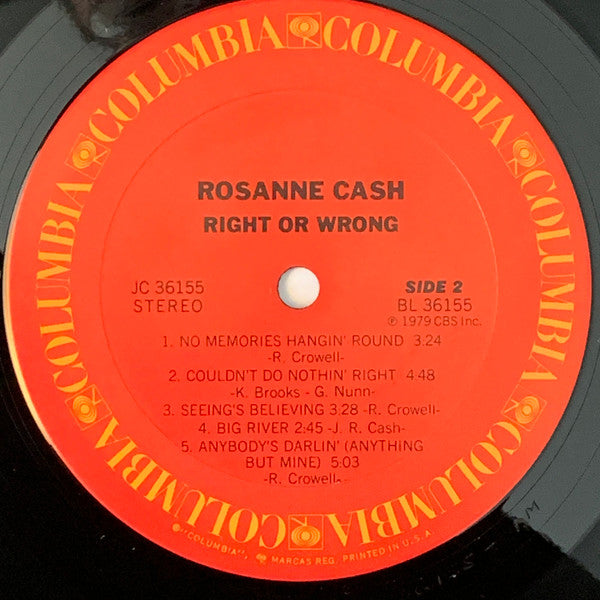 COLUMBIA COLUMBIA COLUMBIA COLUMBIA COLUMBIA COLUMBIA COLUMBIA COLUMBIA
ROSANNE CASH
RIGHT OR WRONG
JC 36155
STEREO
SIDE 2
BL 36155
℗ 1979 CBS Inc.
1. NO MEMORIES HANGIN' ROUND 3:24
-R. Crowell-
2. COULDN'T DO NOTHIN' RIGHT 4:48
-K. Brooks - G. Nunn-
3. SEEING'S BELIEVING 3:28 -R. Crowell-
4. BIG RIVER 2:45 -J. R. Cash-
5. ANYBODY'S DARLIN' (ANYTHING
BUT MINE) 5:03
-R. Crowell-
®"COLUMBIA", MARCAS REG. PRINTED IN U.S.A.